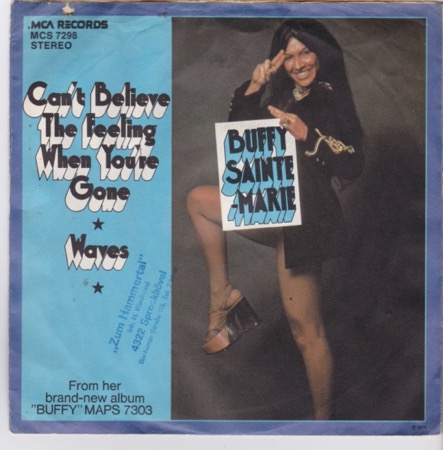 MCA RECORDS
MCS 7298
STEREO
Can't Believe
The Feeling
When You're
Gone
Waves
BUFFY
SAINTE
-MARIE
"Zum Hammertal"
4322 Sprockhövel
From her
brand-new album
"BUFFY" MAPS 7303